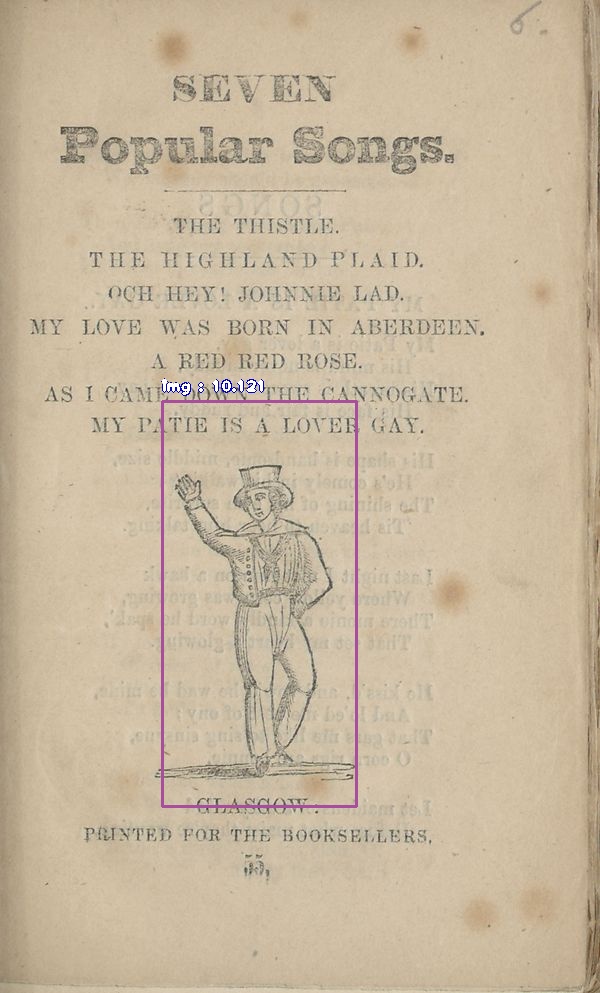 6.
SEVEN
Popular Songs.
THE THISTLE.
THE HIGHLAND PLAID.
OCH HEY! JOHNNIE LAD.
MY LOVE WAS BORN IN ABERDEEN.
A RED RED ROSE.
img : 10.121
AS I CAME DOWN THE CANNOGATE.
MY PATIE IS A LOVER GAY.
GLASGOW:
PRINTED FOR THE BOOKSELLERS,
55,